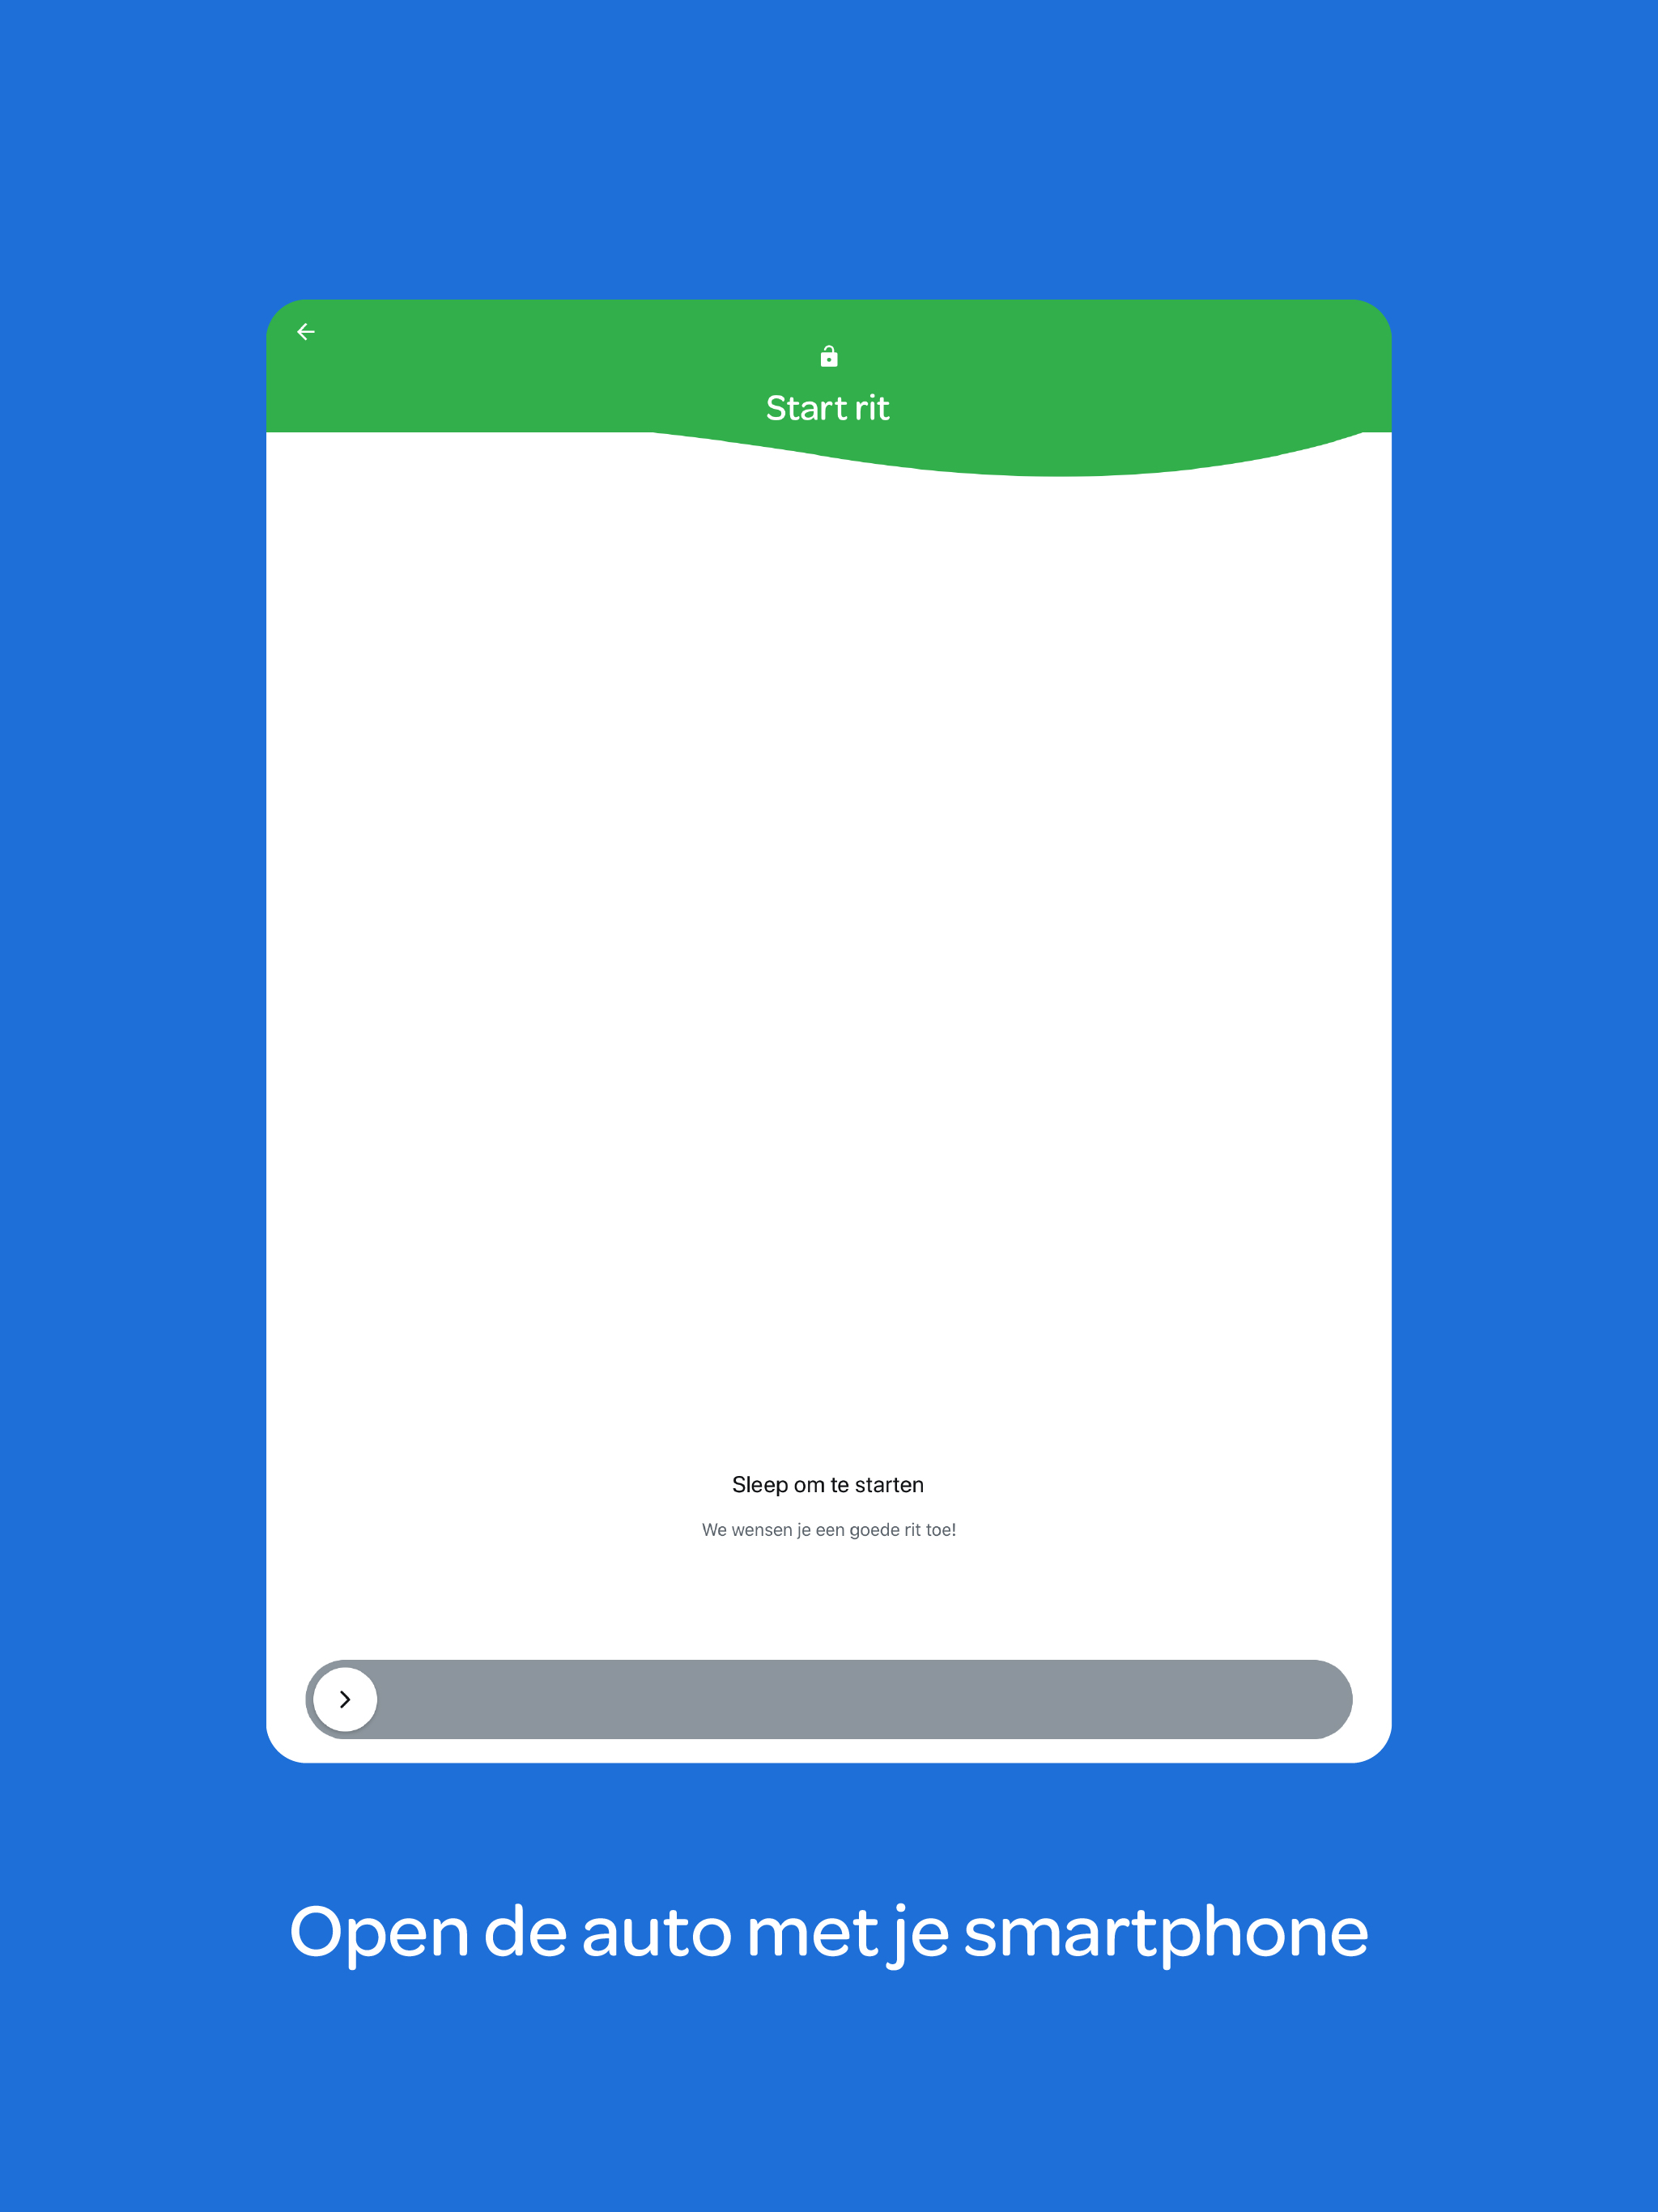 Start rit
Sleep om te starten
We wensen je een goede rit toe!
Open de auto met je smartphone